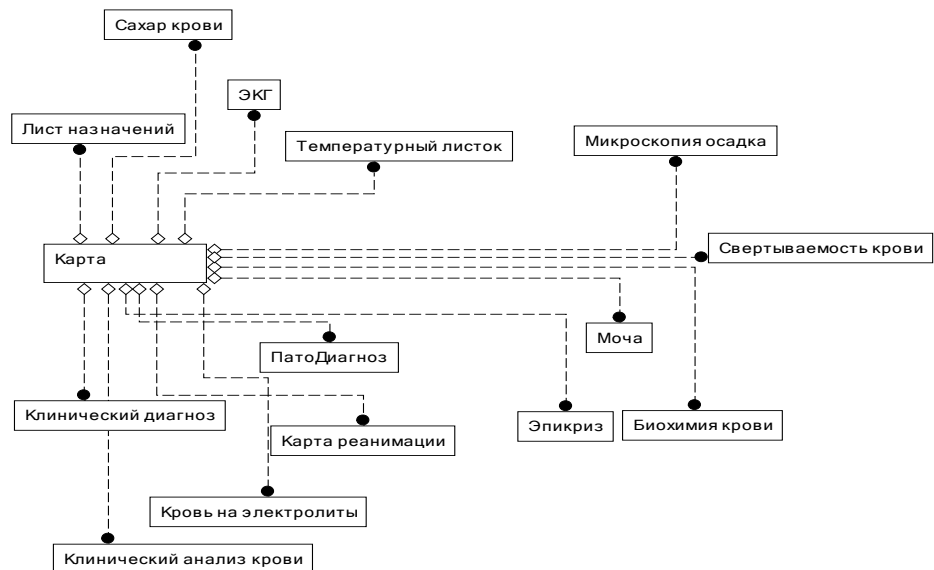 Сахар крови
ЭКГ
Лист назначений
Температурный листок
Микроскопия осадка
Карта
Свертываемость крови
Моча
ПатоДиагноз
Клинический диагноз
Эпикриз
Биохимия крови
Карта реанимации
Кровь на электролиты
Клинический анализ крови